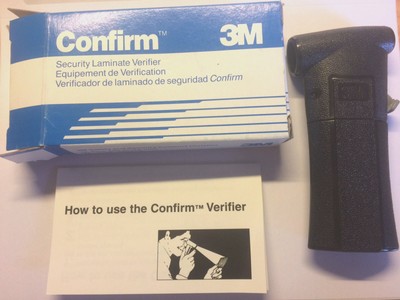 Confirm™ 3M
Security Laminate Verifier
Equipement de Verification
Verificador de laminado de seguridad Confirm
How to use the Confirm™ Verifier